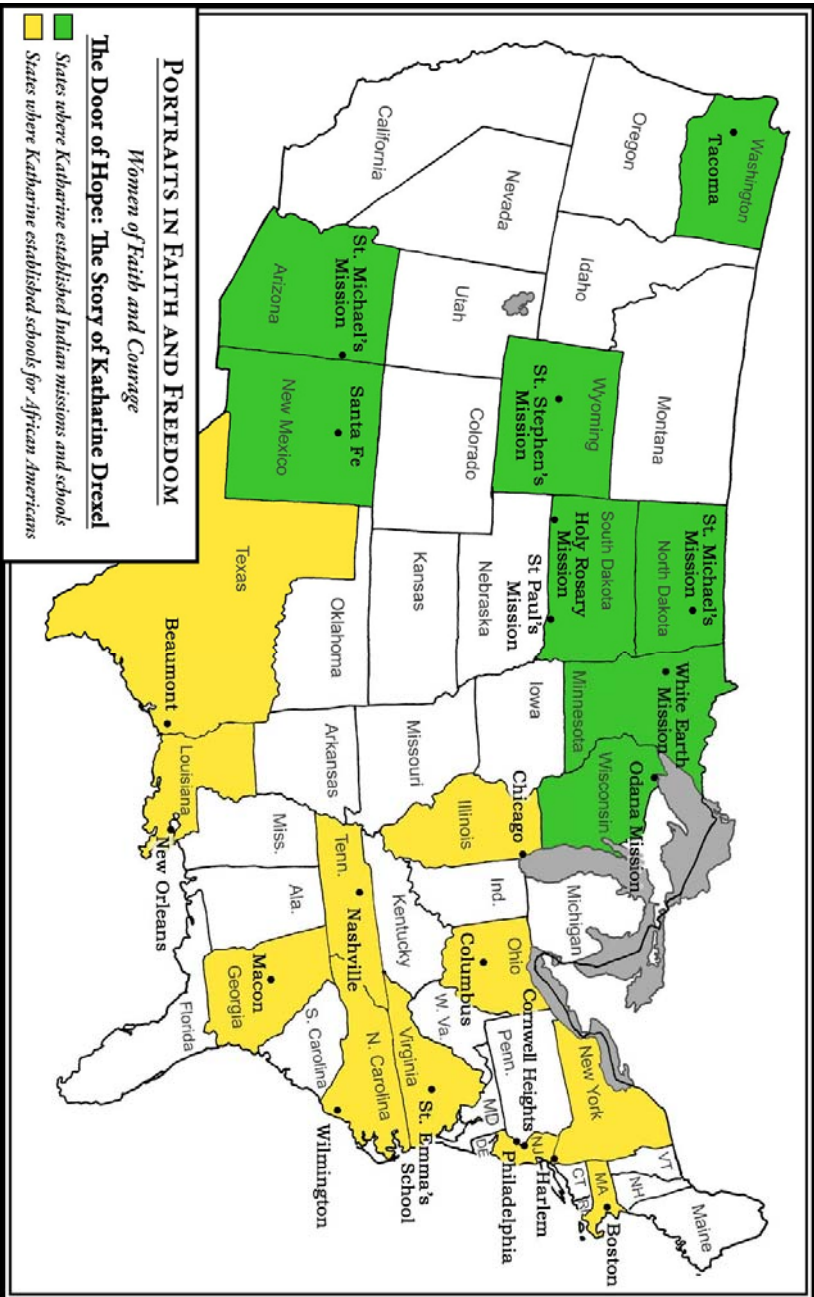 Washington
Tacoma
Oregon
California
Nevada
Idaho
Montana
Utah
Arizona
St. Michael's
Mission
Wyoming
St. Stephen's
Mission
Colorado
New Mexico
Santa Fe
North Dakota
St. Michael's
Mission
South Dakota
Holy Rosary
Mission
Nebraska
St Paul's
Mission
Kansas
Oklahoma
Texas
Beaumont
Minnesota
White Earth
Mission
Wisconsin
Odana Mission
Iowa
Missouri
Arkansas
Louisiana
New Orleans
Illinois
Chicago
Michigan
Ind.
Ohio
Columbus
Kentucky
Tenn.
Nashville
Miss.
Ala.
Georgia
Macon
Florida
S. Carolina
N. Carolina
Wilmington
Virginia
St. Emma's
School
W. Va.
Penn.
Cornwell Heights
Philadelphia
MD
DE
NJ
Harlem
New York
CT
RI
MA
Boston
VT
NH
Maine
PORTRAITS IN FAITH AND FREEDOM
Women of Faith and Courage
The Door of Hope: The Story of Katharine Drexel
States where Katharine established Indian missions and schools
States where Katharine established schools for African Americans